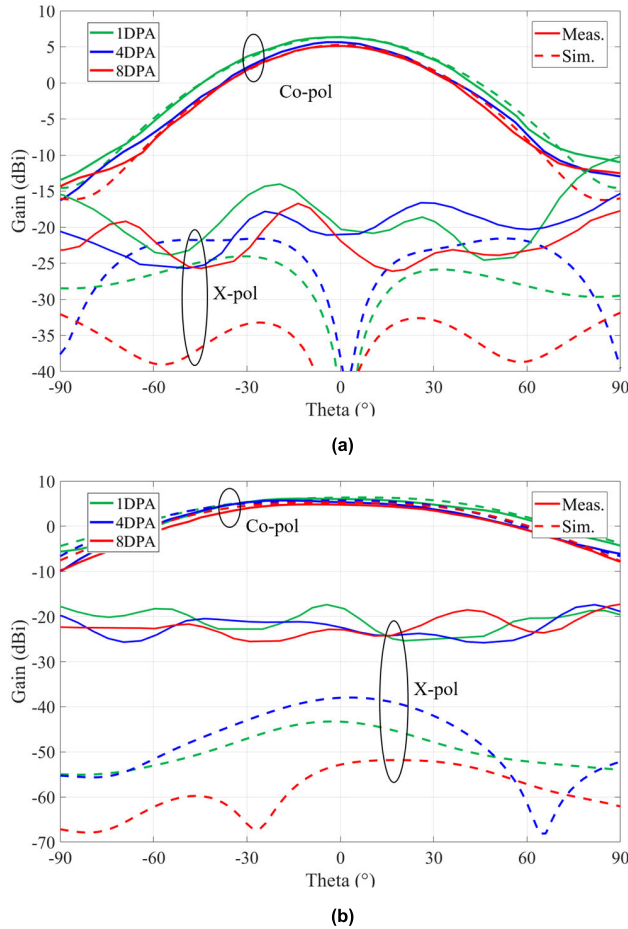 10
5
0
-5
-10
-15
-20
-25
-30
-35
-40
Gain (dBi)
1DPA
4DPA
8DPA
Meas.
Sim.
Co-pol
X-pol
-90 -60 -30 0 30 60 90
Theta (°)
(a)
10
0
-10
-20
-30
-40
-50
-60
-70
Gain (dBi)
1DPA
4DPA
8DPA
Meas.
Sim.
Co-pol
X-pol
-90 -60 -30 0 30 60 90
Theta (°)
(b)